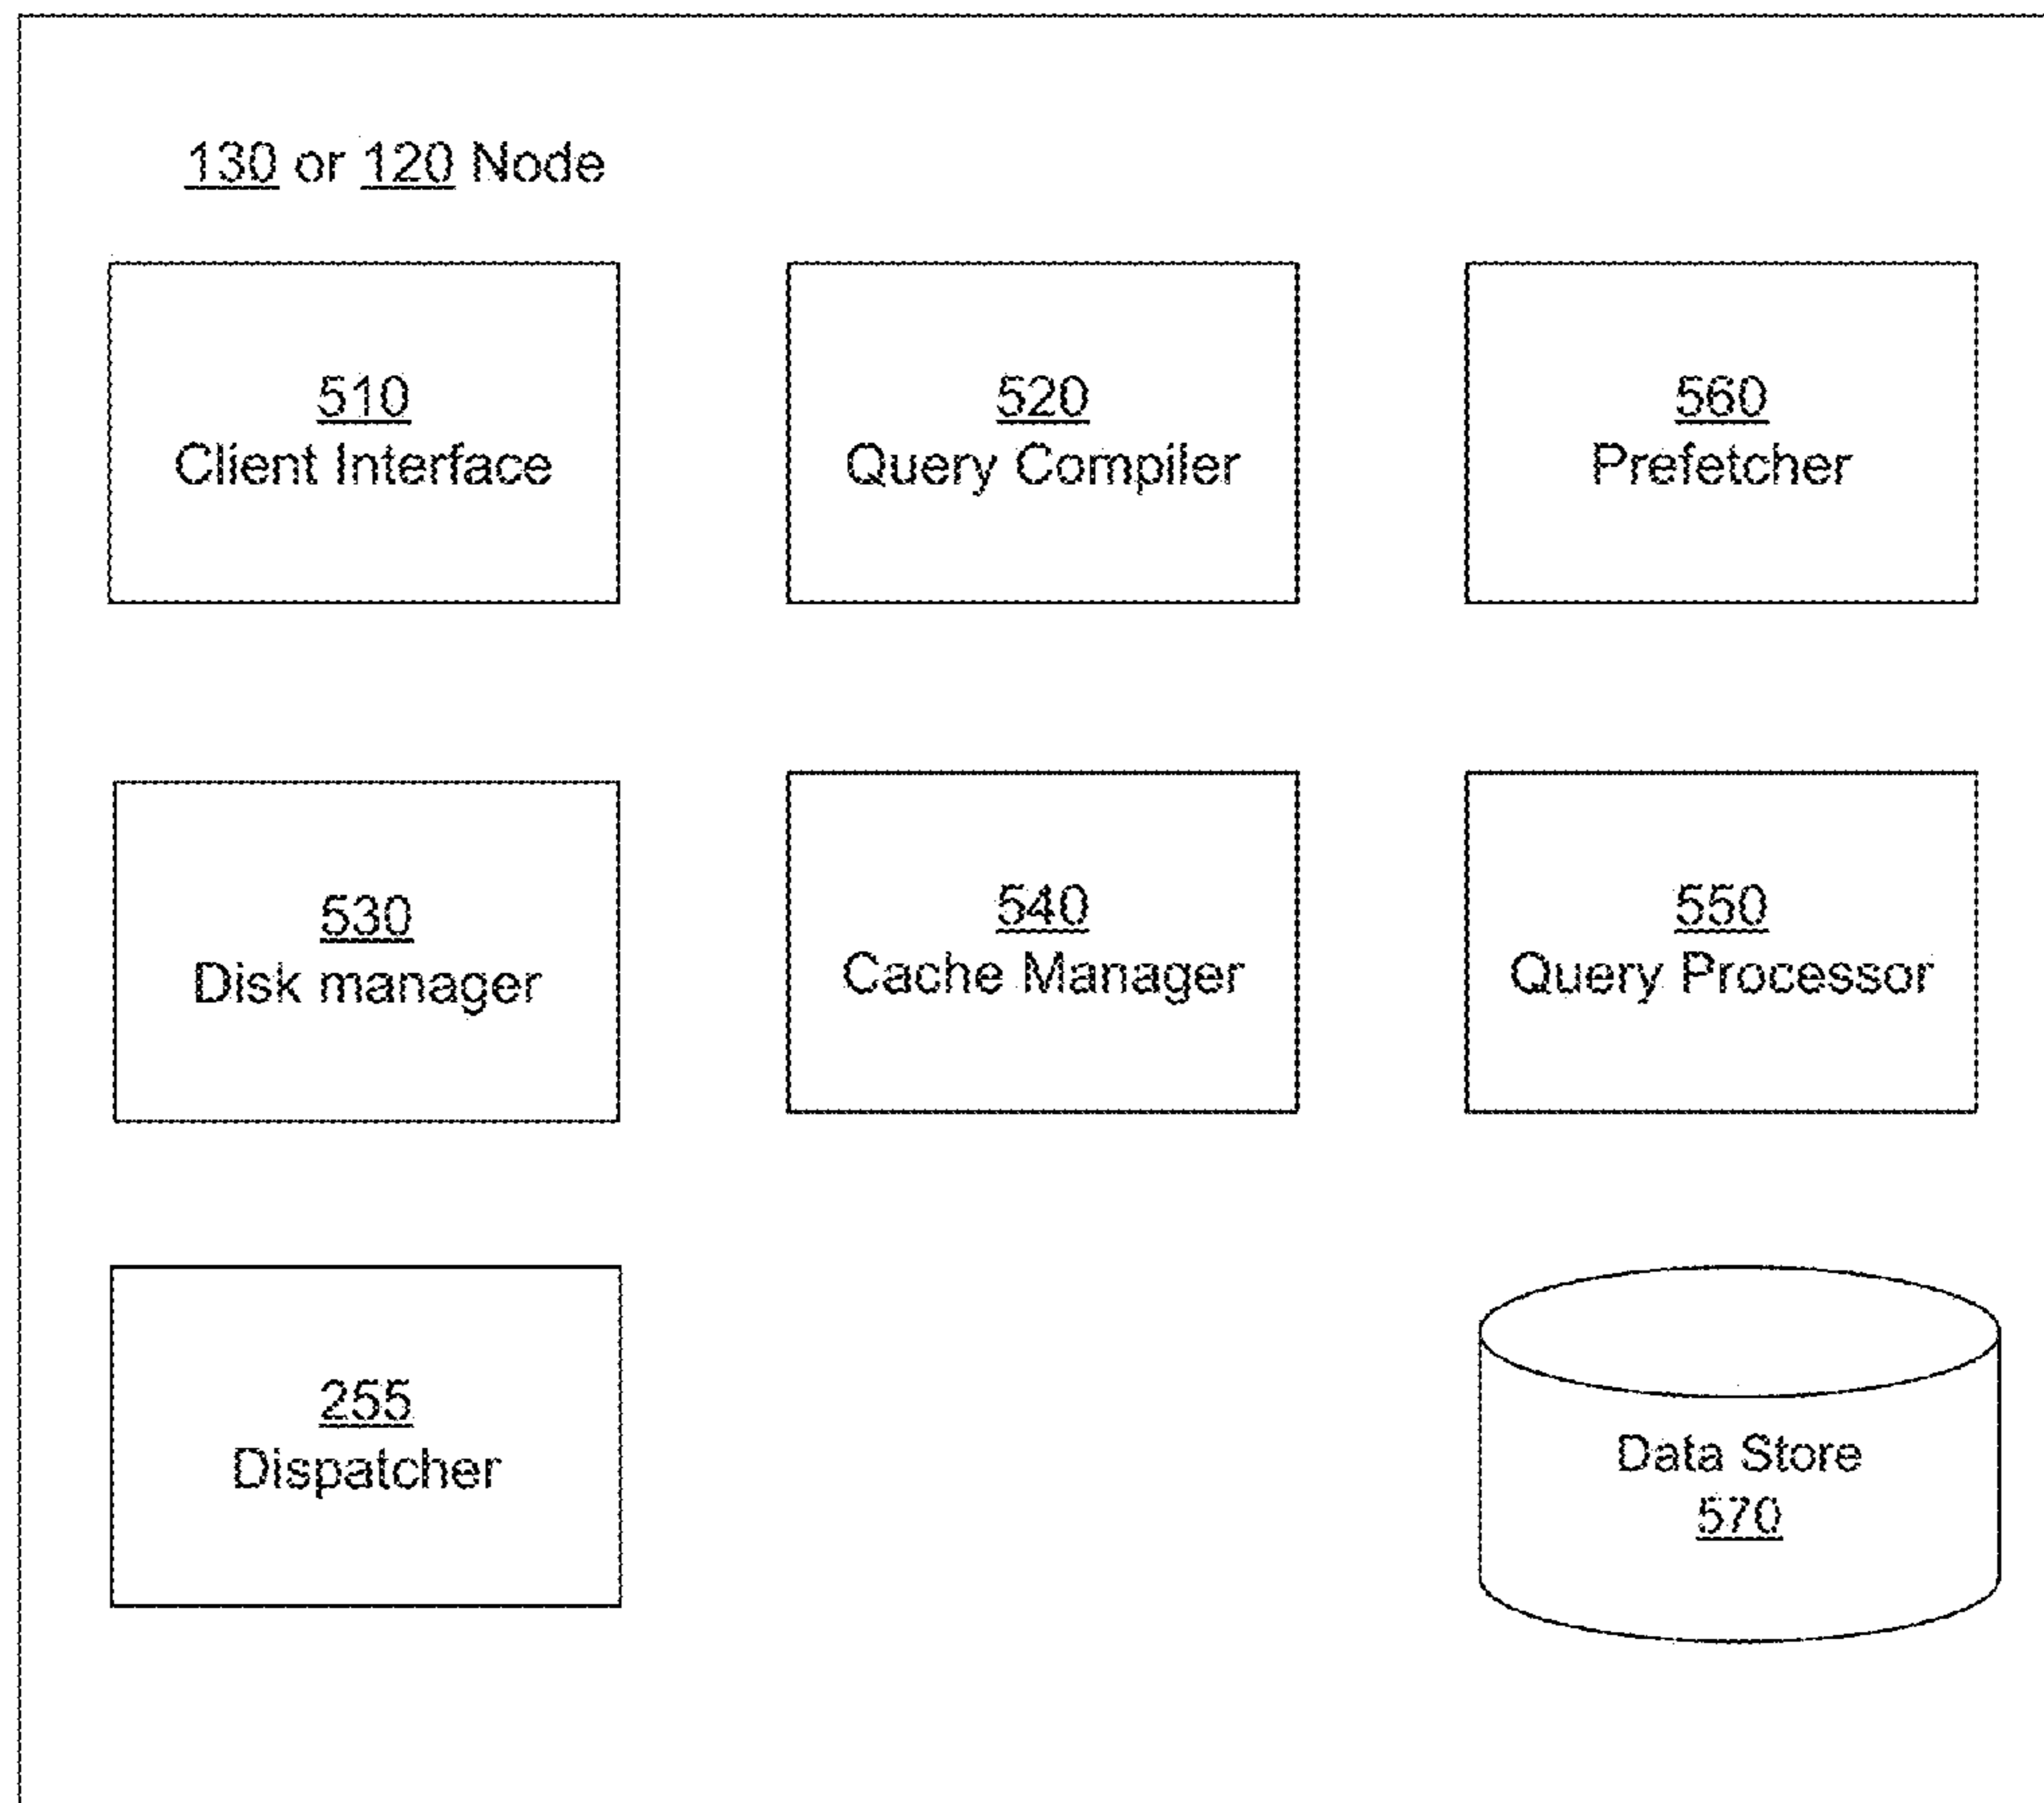 130 or 120 Node
510
Client Interface
520
Query Compiler
560
Prefetcher
530
Disk manager
540
Cache Manager
550
Query Processor
255
Dispatcher
Data Store
570